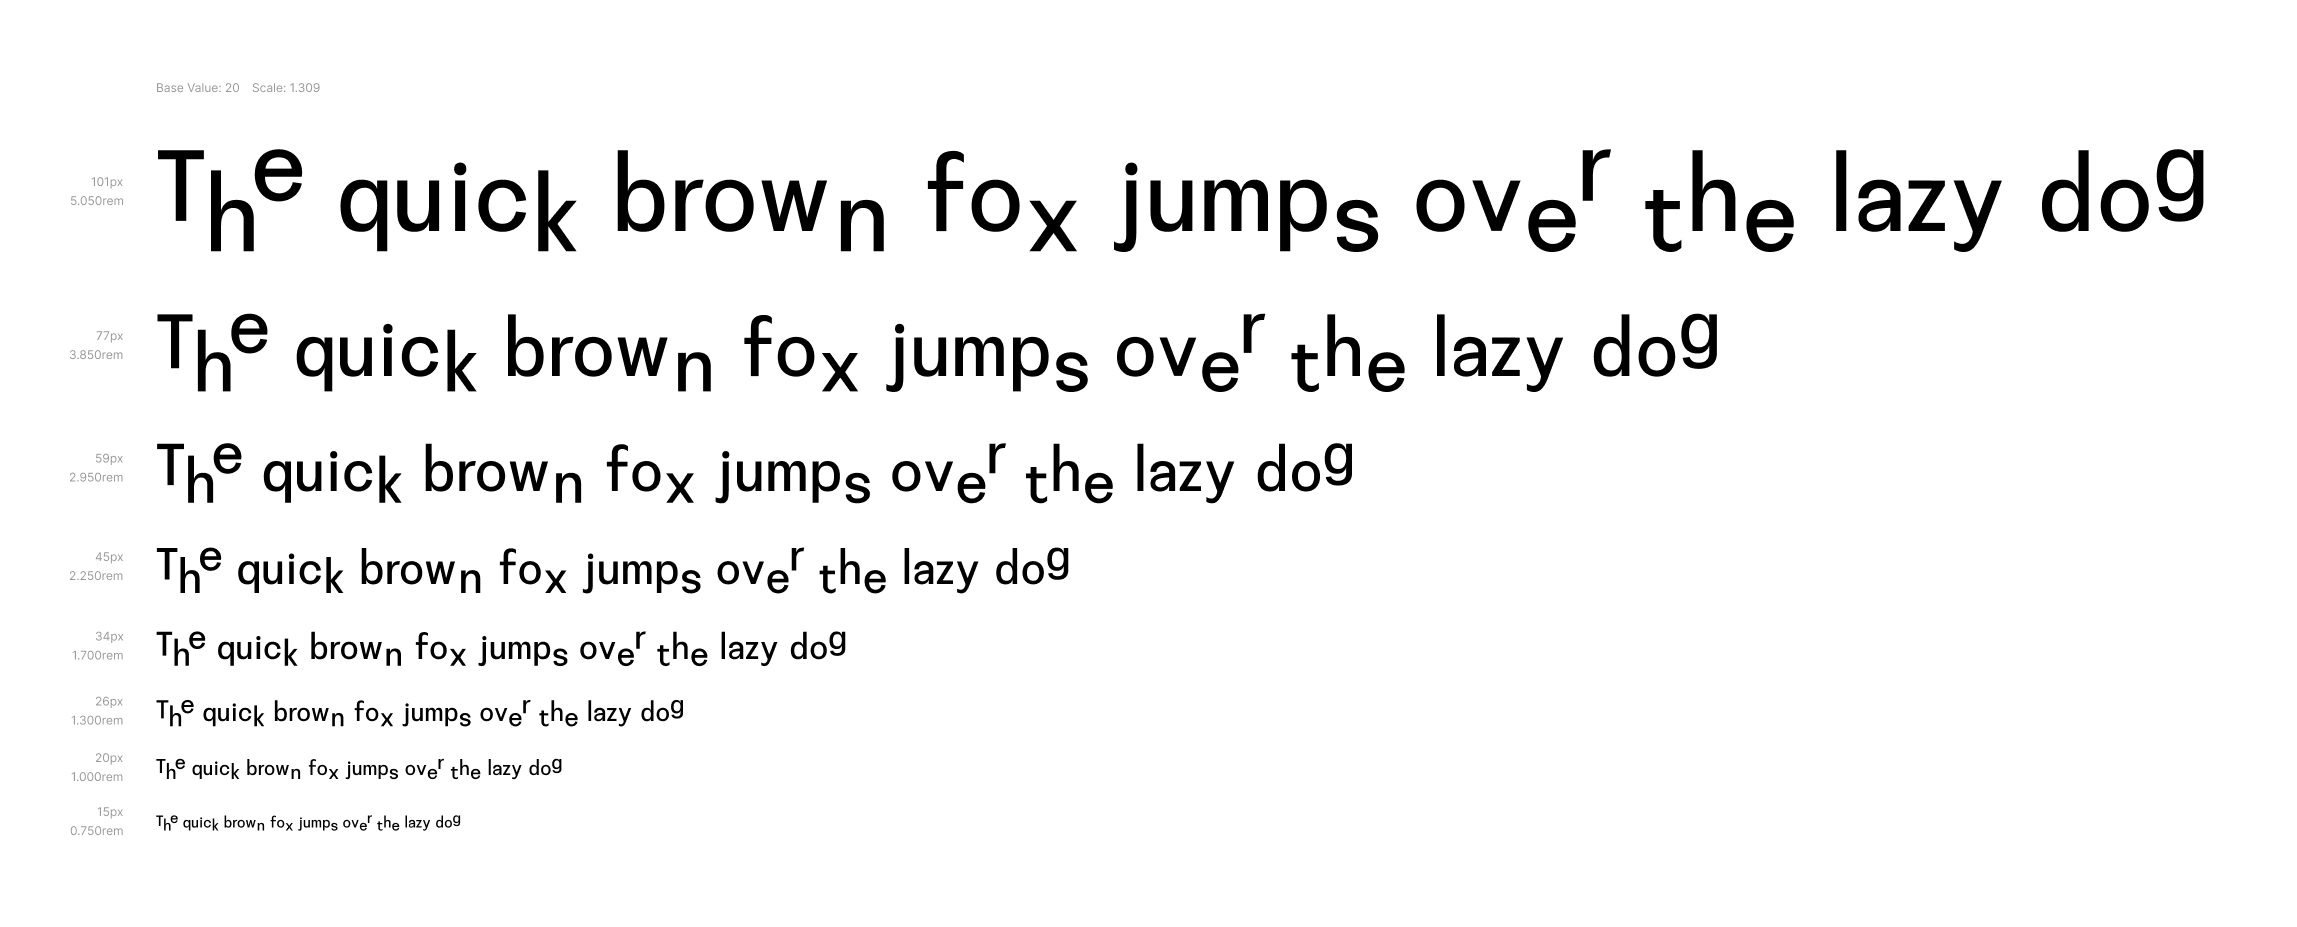 Base Value: 20 Scale: 1.309
101px
5.050rem
The quick brown fox jumps over the lazy dog
77px
3.850rem
The quick brown fox jumps over the lazy dog
59px
2.950rem
The quick brown fox jumps over the lazy dog
45px
2.250rem
The quick brown fox jumps over the lazy dog
34px
1.700rem
The quick brown fox jumps over the lazy dog
26px
1.300rem
The quick brown fox jumps over the lazy dog
20px
1.000rem
The quick brown fox jumps over the lazy dog
15px
0.750rem
The quick brown fox jumps over the lazy dog